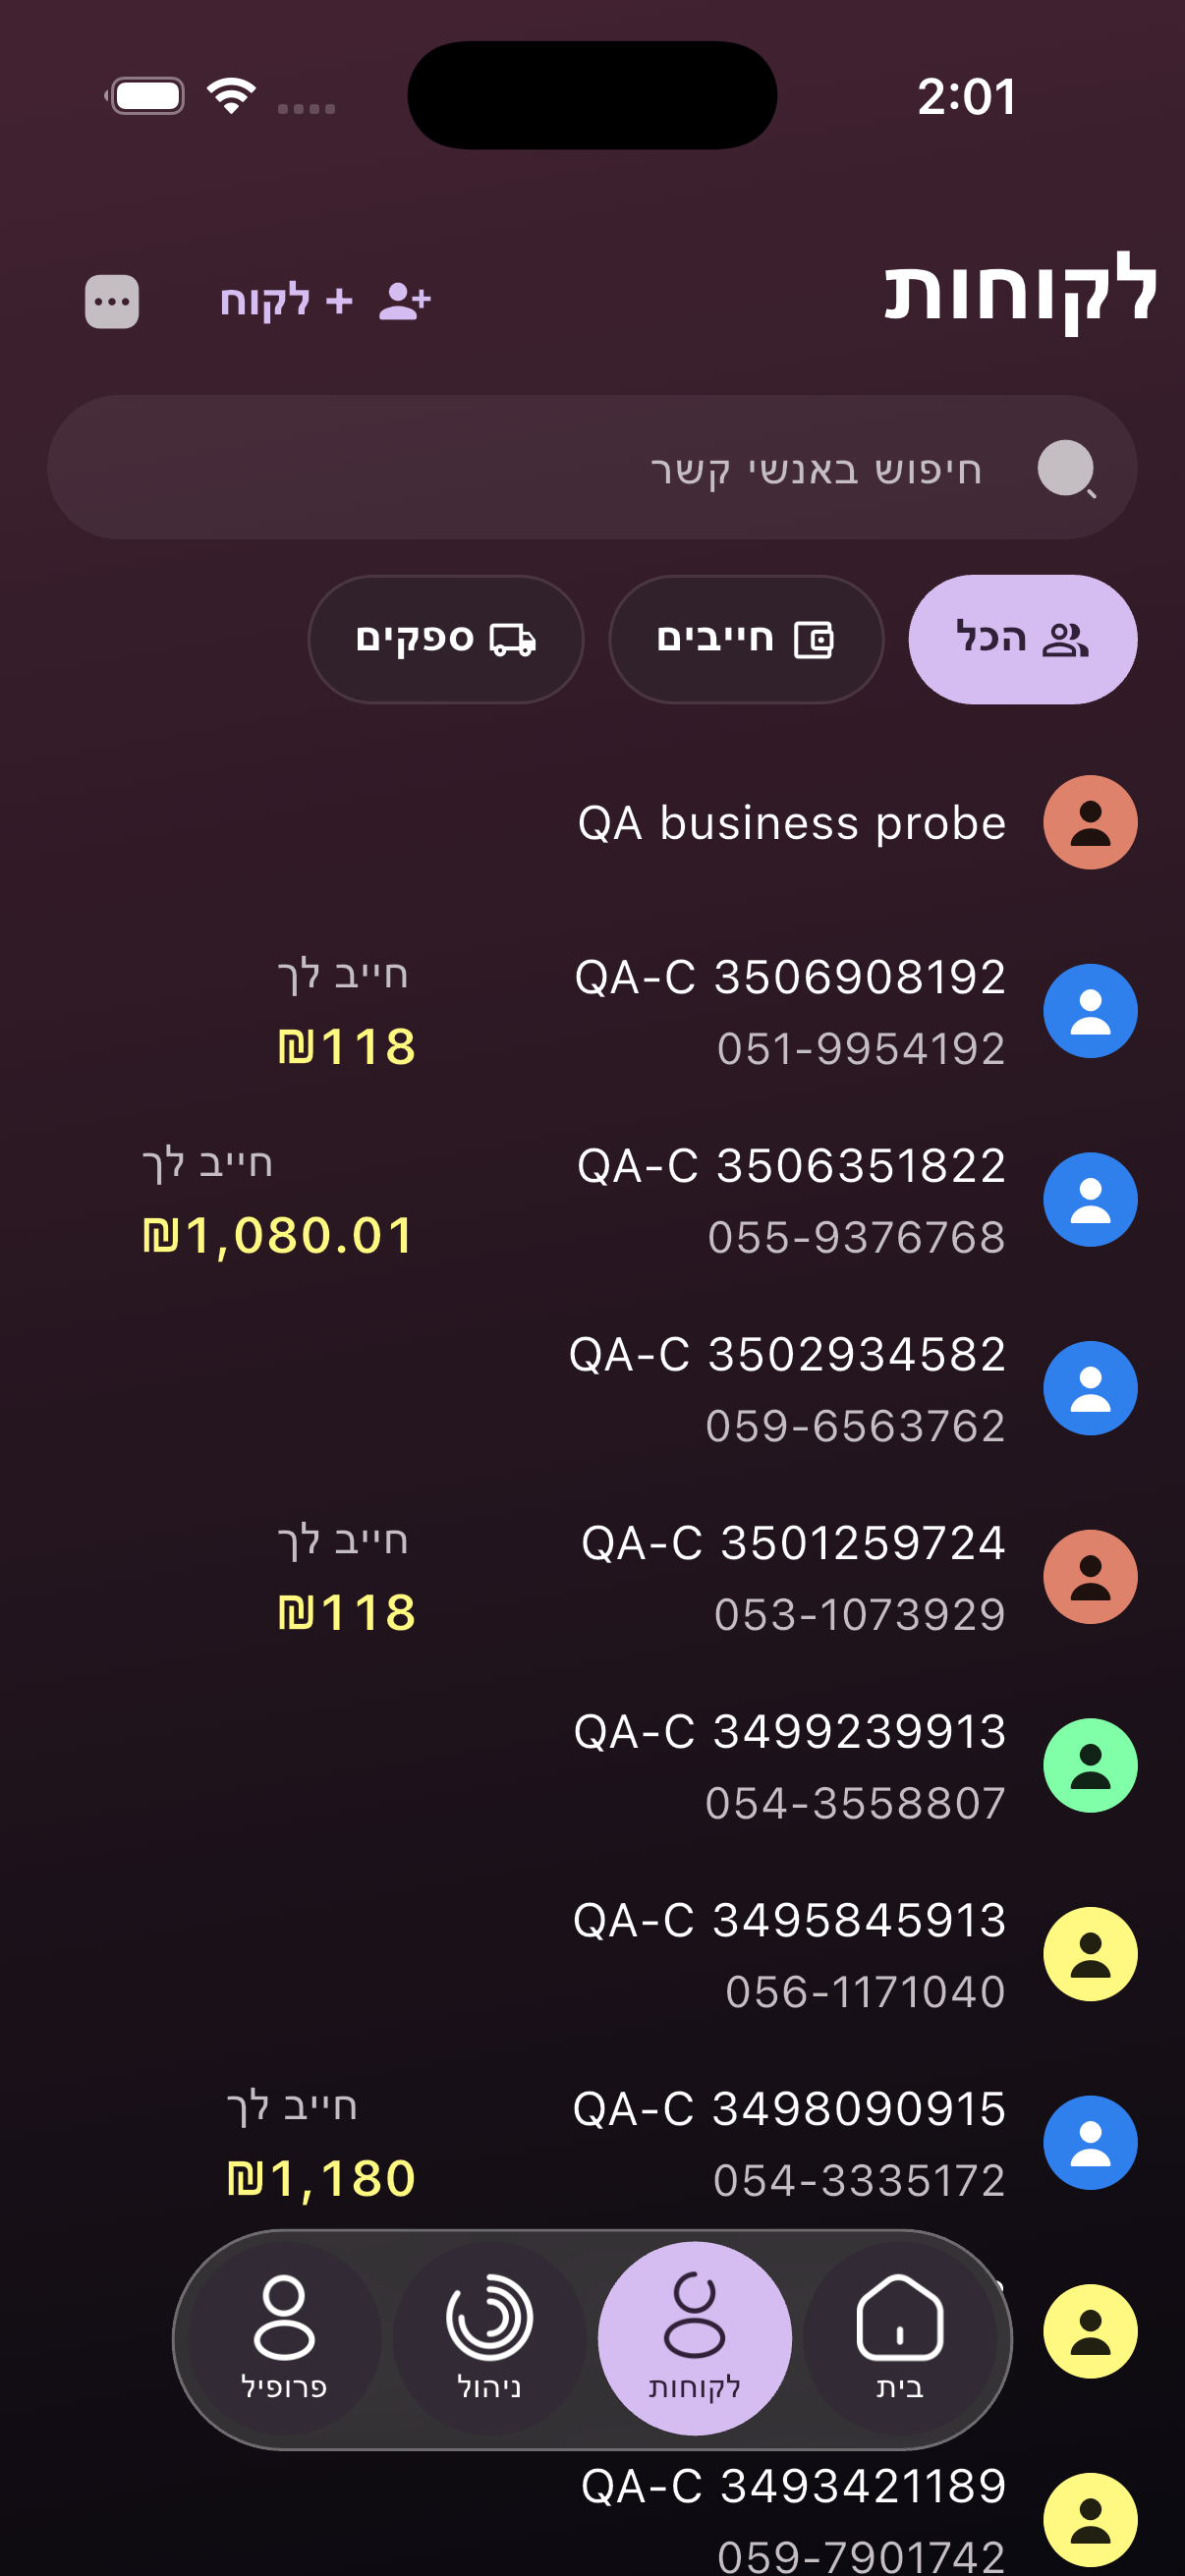 2:01
לקוחות
+ לקוח
חיפוש באנשי קשר
הכל
חייבים
ספקים
QA business probe
QA-C 3506908192
051-9954192
חייב לך
₪118
QA-C 3506351822
055-9376768
חייב לך
₪1,080.01
QA-C 3502934582
059-6563762
QA-C 3501259724
053-1073929
חייב לך
₪118
QA-C 3499239913
054-3558807
QA-C 3495845913
056-1171040
QA-C 3498090915
054-3335172
חייב לך
₪1,180
בית
לקוחות
ניהול
פרופיל
QA-C 3493421189
059-7901742